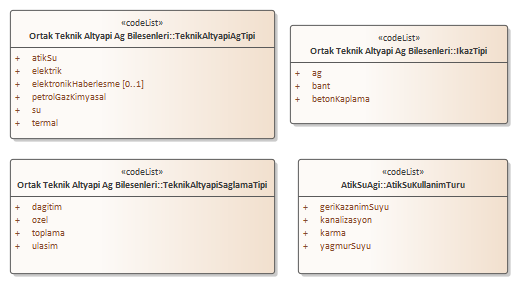 «codeList»
Ortak Teknik Altyapi Ag Bilesenleri::TeknikAltyapiAgTipi
+ atikSu
+ elektrik
+ elektronikHaberlesme [0..1]
+ petrolGazKimyasal
+ su
+ termal
«codeList»
Ortak Teknik Altyapi Ag Bilesenleri::IkazTipi
+ ag
+ bant
+ betonKaplama
«codeList»
Ortak Teknik Altyapi Ag Bilesenleri::TeknikAltyapiSaglamaTipi
+ dagitim
+ ozel
+ toplama
+ ulasim
«codeList»
AtikSuAgi::AtikSuKullanimTuru
+ geriKazanimSuyu
+ kanalizasyon
+ karma
+ yagmurSuyu